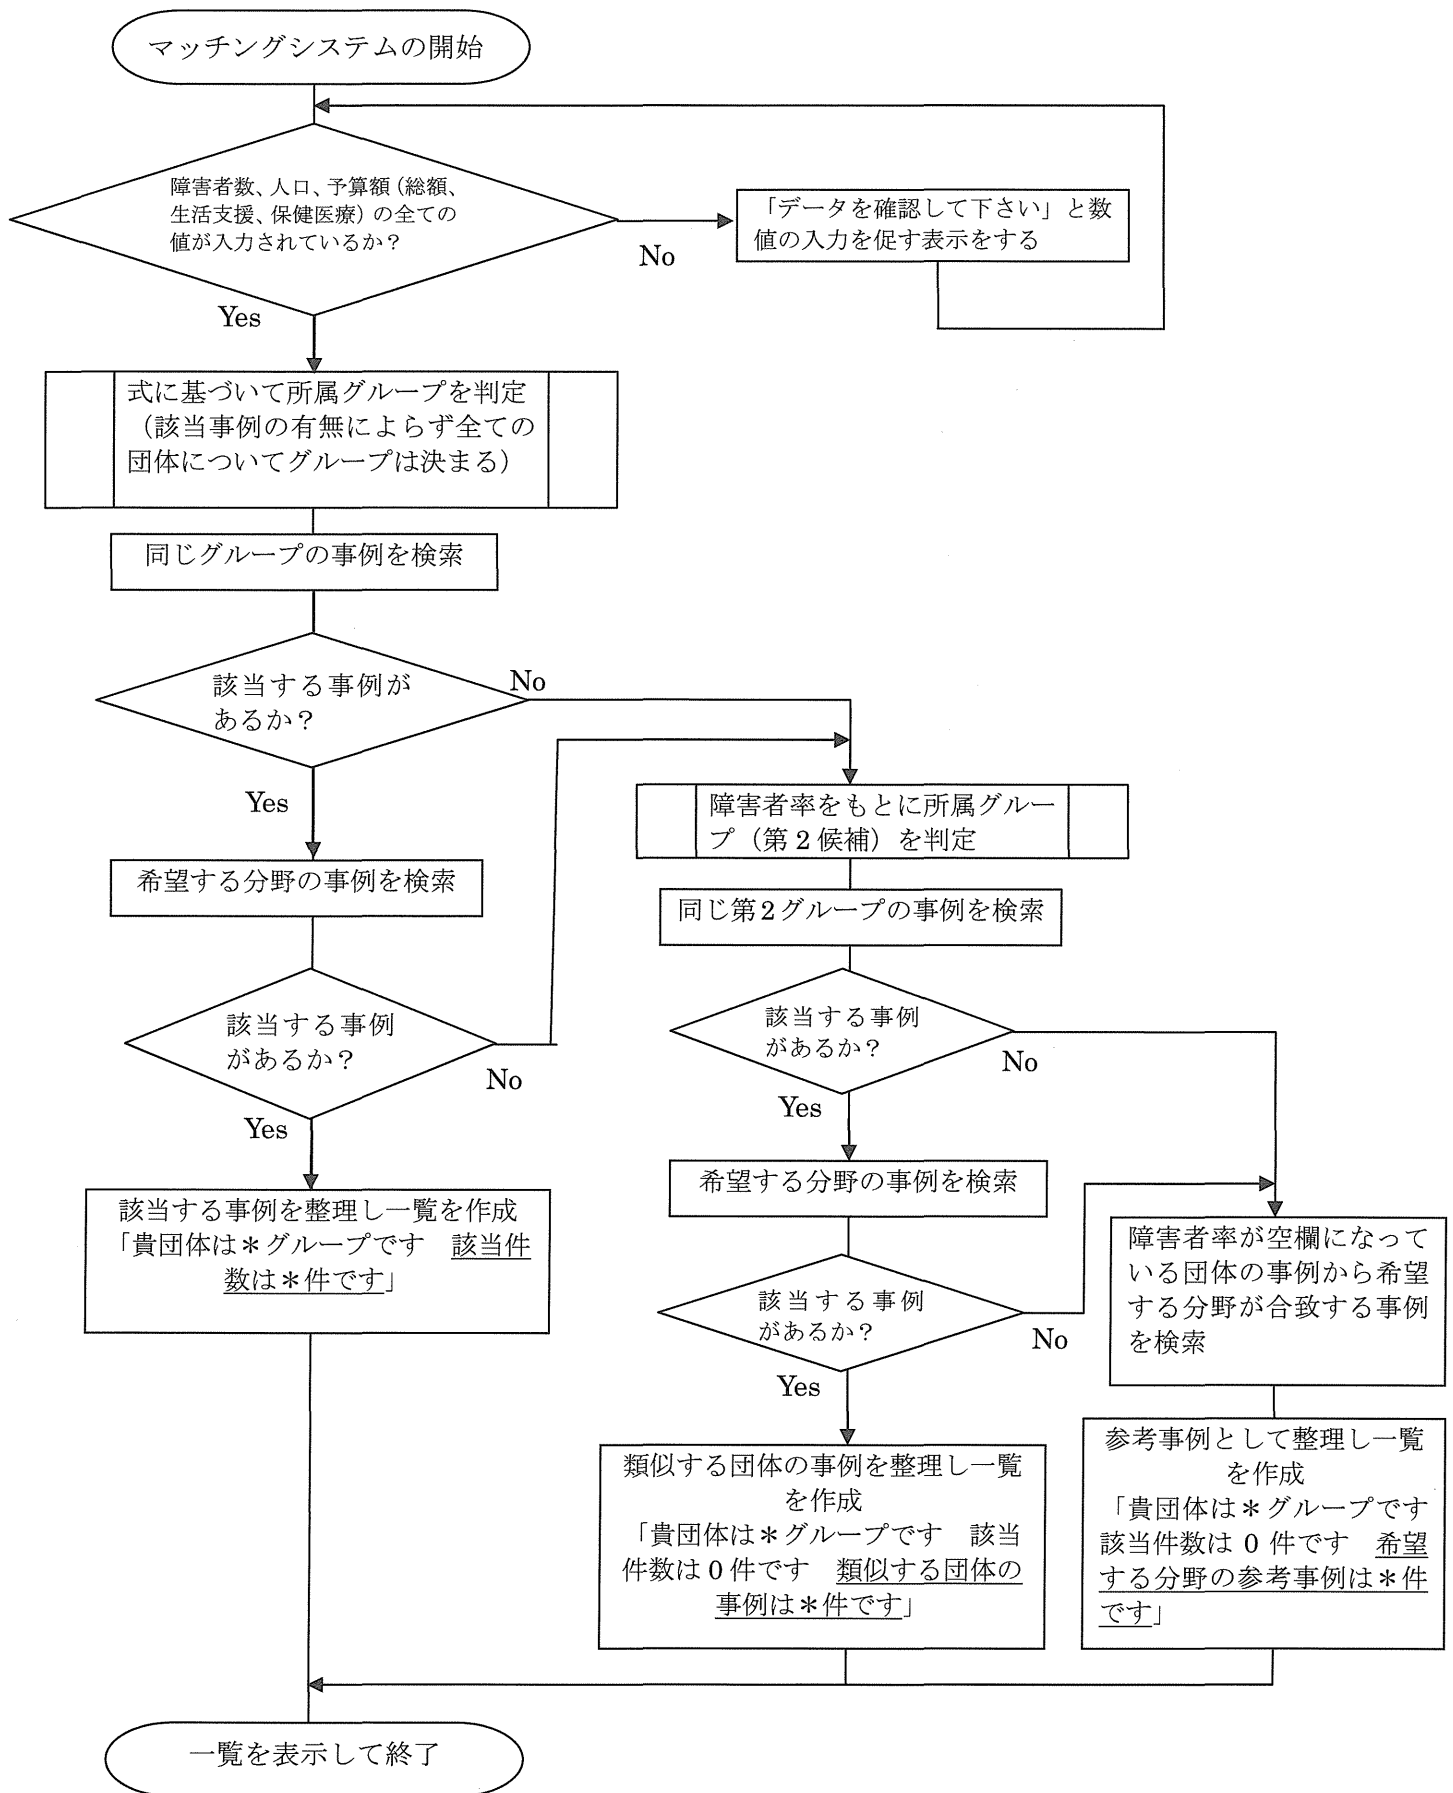 マッチングシステムの開始
障害者数、人口、予算額（総額、
生活支援、保健医療）の全ての
値が入力されているか？
No
「データを確認して下さい」と数
値の入力を促す表示をする
Yes
式に基づいて所属グループを判定
（該当事例の有無によらず全ての
団体についてグループは決まる）
同じグループの事例を検索
該当する事例が
あるか？
No
Yes
希望する分野の事例を検索
該当する事例
があるか？
No
Yes
該当する事例を整理し一覧を作成
「貴団体は＊グループです　該当件
数は＊件です」
障害者率をもとに所属グルー
プ（第２候補）を判定
同じ第２グループの事例を検索
該当する事例
があるか？
No
Yes
希望する分野の事例を検索
該当する事例
があるか？
No
Yes
類似する団体の事例を整理し一覧
を作成
「貴団体は＊グループです　該当
件数は０件です　類似する団体の
事例は＊件です」
障害者率が空欄になって
いる団体の事例から希望
する分野が合致する事例
を検索
参考事例として整理し一覧
を作成
「貴団体は＊グループです
該当件数は ０ 件です　希望
する分野の参考事例は＊件
です」
一覧を表示して終了